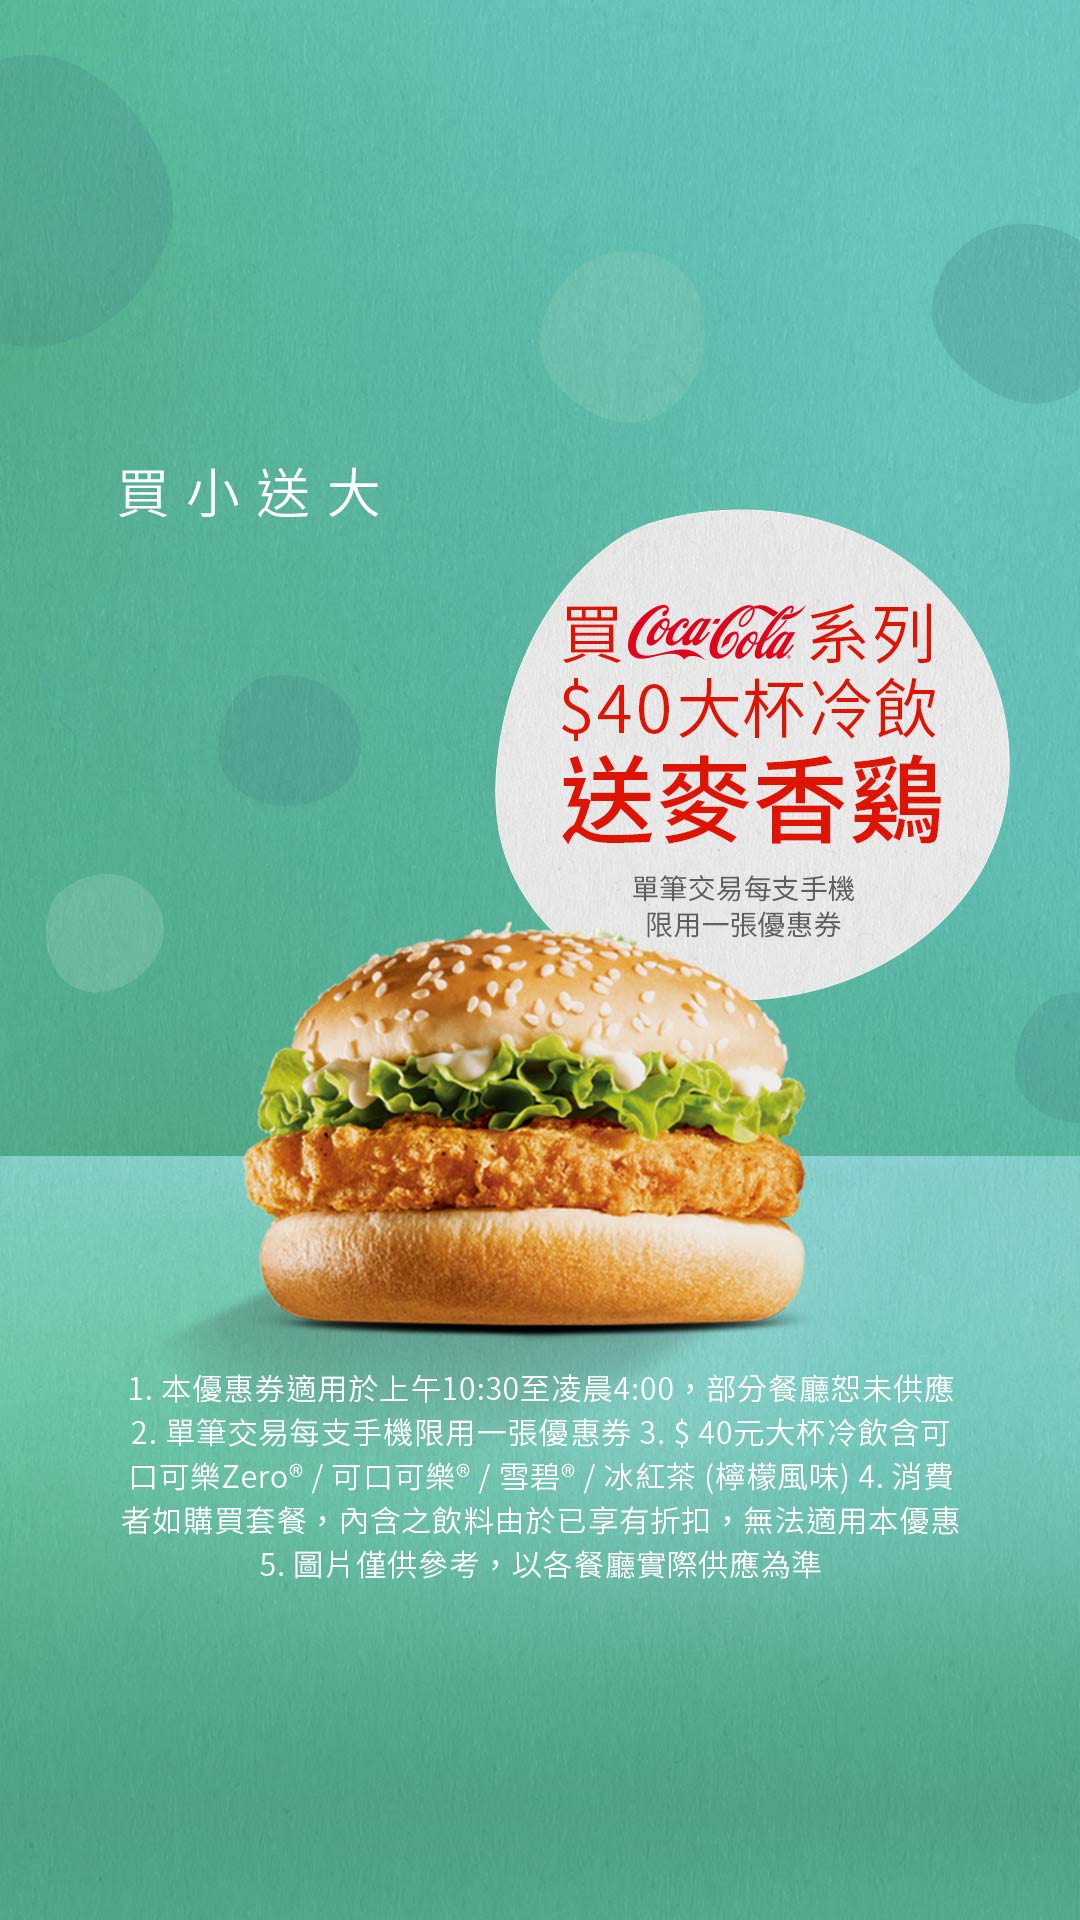 買小送大
買Coca-Cola系列
$40大杯冷飲
送麥香鷄
單筆交易每支手機
限用一張優惠券
1. 本優惠券適用於上午10:30至凌晨4:00，部分餐廳恕未供應
2. 單筆交易每支手機限用一張優惠券 3. $ 40元大杯冷飲含可
口可樂Zero® / 可口可樂® / 雪碧® / 冰紅茶 (檸檬風味) 4. 消費
者如購買套餐，內含之飲料由於已享有折扣，無法適用本優惠
5. 圖片僅供參考，以各餐廳實際供應為準